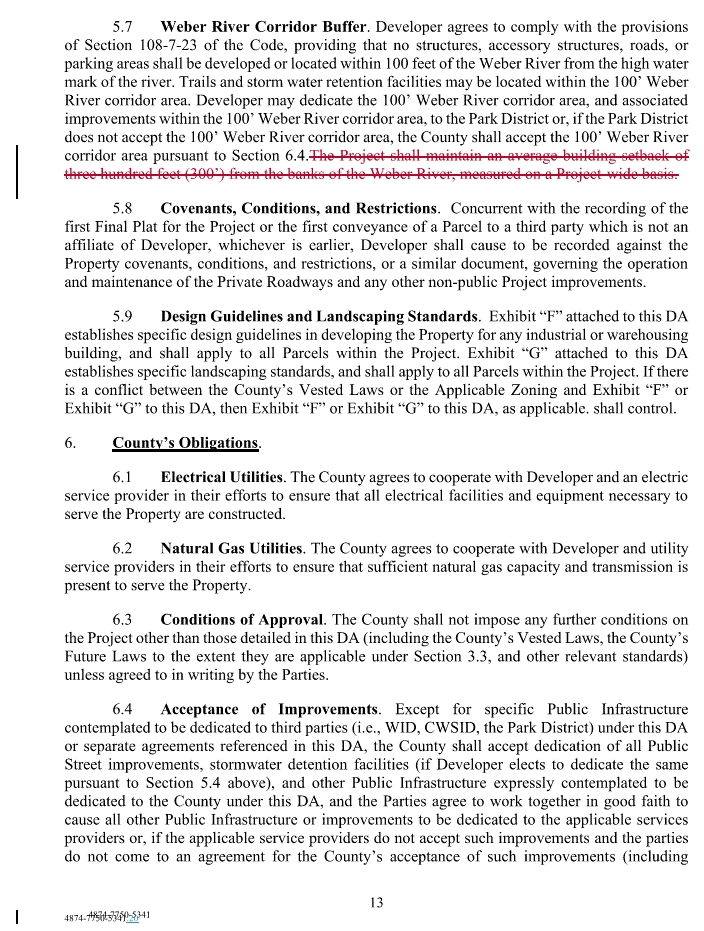 5.7 Weber River Corridor Buffer. Developer agrees to comply with the provisions
of Section 108-7-23 of the Code, providing that no structures, accessory structures, roads, or
parking areas shall be developed or located within 100 feet of the Weber River from the high water
mark of the river. Trails and storm water retention facilities may be located within the 100’ Weber
River corridor area. Developer may dedicate the 100’ Weber River corridor area, and associated
improvements within the 100’ Weber River corridor area, to the Park District or, if the Park District
does not accept the 100’ Weber River corridor area, the County shall accept the 100’ Weber River
corridor area pursuant to Section 6.4.The Project shall maintain an average building setback of
three hundred feet (300’) from the banks of the Weber River, measured on a Project-wide basis.
5.8 Covenants, Conditions, and Restrictions. Concurrent with the recording of the
first Final Plat for the Project or the first conveyance of a Parcel to a third party which is not an
affiliate of Developer, whichever is earlier, Developer shall cause to be recorded against the
Property covenants, conditions, and restrictions, or a similar document, governing the operation
and maintenance of the Private Roadways and any other non-public Project improvements.
5.9 Design Guidelines and Landscaping Standards. Exhibit “F” attached to this DA
establishes specific design guidelines in developing the Property for any industrial or warehousing
building, and shall apply to all Parcels within the Project. Exhibit “G” attached to this DA
establishes specific landscaping standards, and shall apply to all Parcels within the Project. If there
is a conflict between the County’s Vested Laws or the Applicable Zoning and Exhibit “F” or
Exhibit “G” to this DA, then Exhibit “F” or Exhibit “G” to this DA, as applicable. shall control.
6. County’s Obligations.
6.1 Electrical Utilities. The County agrees to cooperate with Developer and an electric
service provider in their efforts to ensure that all electrical facilities and equipment necessary to
serve the Property are constructed.
6.2 Natural Gas Utilities. The County agrees to cooperate with Developer and utility
service providers in their efforts to ensure that sufficient natural gas capacity and transmission is
present to serve the Property.
6.3 Conditions of Approval. The County shall not impose any further conditions on
the Project other than those detailed in this DA (including the County’s Vested Laws, the County’s
Future Laws to the extent they are applicable under Section 3.3, and other relevant standards)
unless agreed to in writing by the Parties.
6.4 Acceptance of Improvements. Except for specific Public Infrastructure
contemplated to be dedicated to third parties (i.e., WID, CWSID, the Park District) under this DA
or separate agreements referenced in this DA, the County shall accept dedication of all Public
Street improvements, stormwater detention facilities (if Developer elects to dedicate the same
pursuant to Section 5.4 above), and other Public Infrastructure expressly contemplated to be
dedicated to the County under this DA, and the Parties agree to work together in good faith to
cause all other Public Infrastructure or improvements to be dedicated to the applicable services
providers or, if the applicable service providers do not accept such improvements and the parties
do not come to an agreement for the County’s acceptance of such improvements (including
13
4874-7750-5341